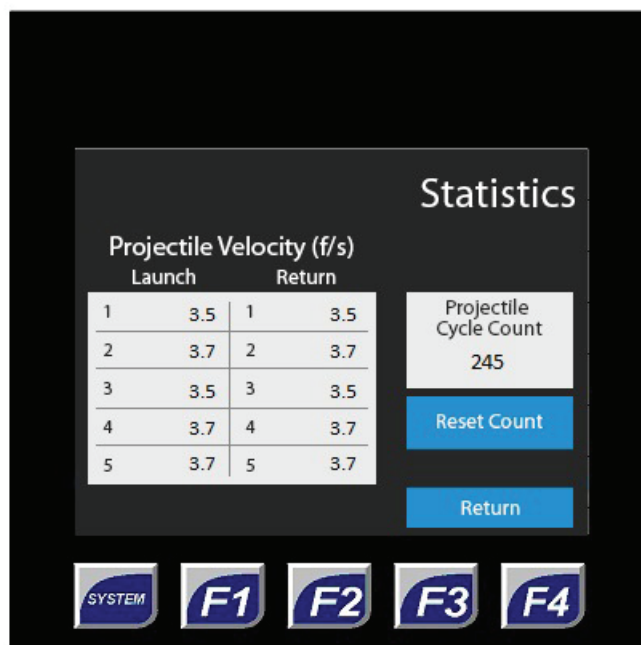 Statistics
Projectile Velocity (f/s)
Launch Return
1 3.5 1 3.5
2 3.7 2 3.7
3 3.5 3 3.5
4 3.7 4 3.7
5 3.7 5 3.7
Projectile
Cycle Count
245
Reset Count
Return
SYSTEM F1 F2 F3 F4